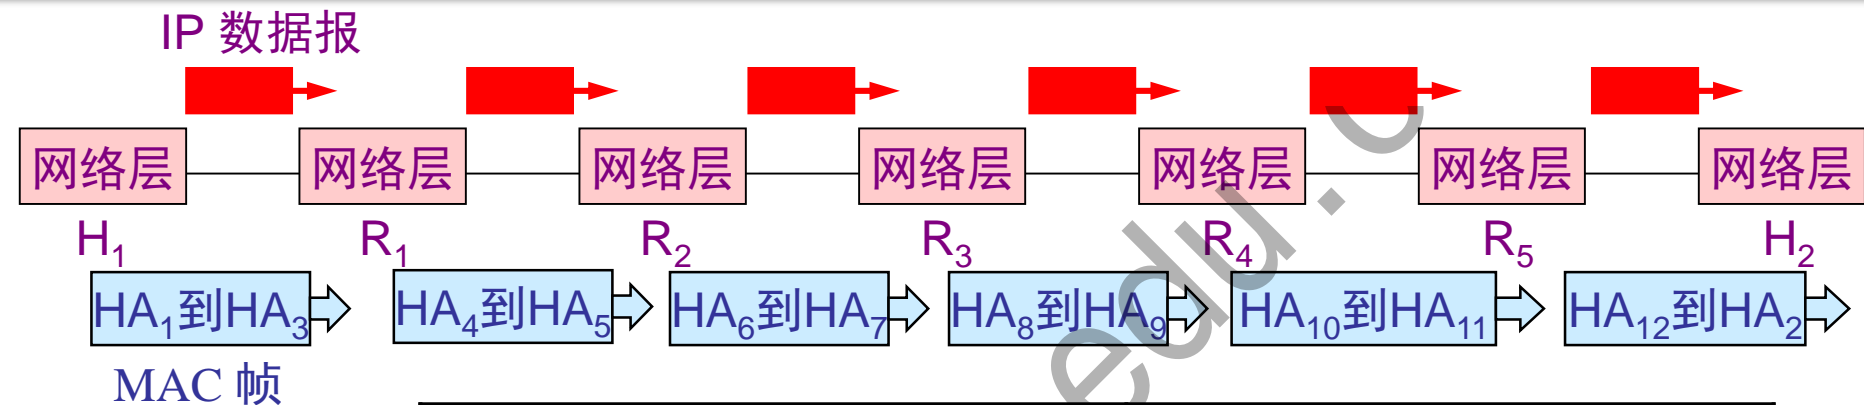 IP 数据报
网络层 网络层 网络层 网络层 网络层 网络层 网络层
H₁ R₁ R₂ R₃ R₄ R₅ H₂
HA₁到HA₃ HA₄到HA₅ HA₆到HA₇ HA₈到HA₉ HA₁₀到HA₁₁ HA₁₂到HA₂
MAC 帧
edu.c